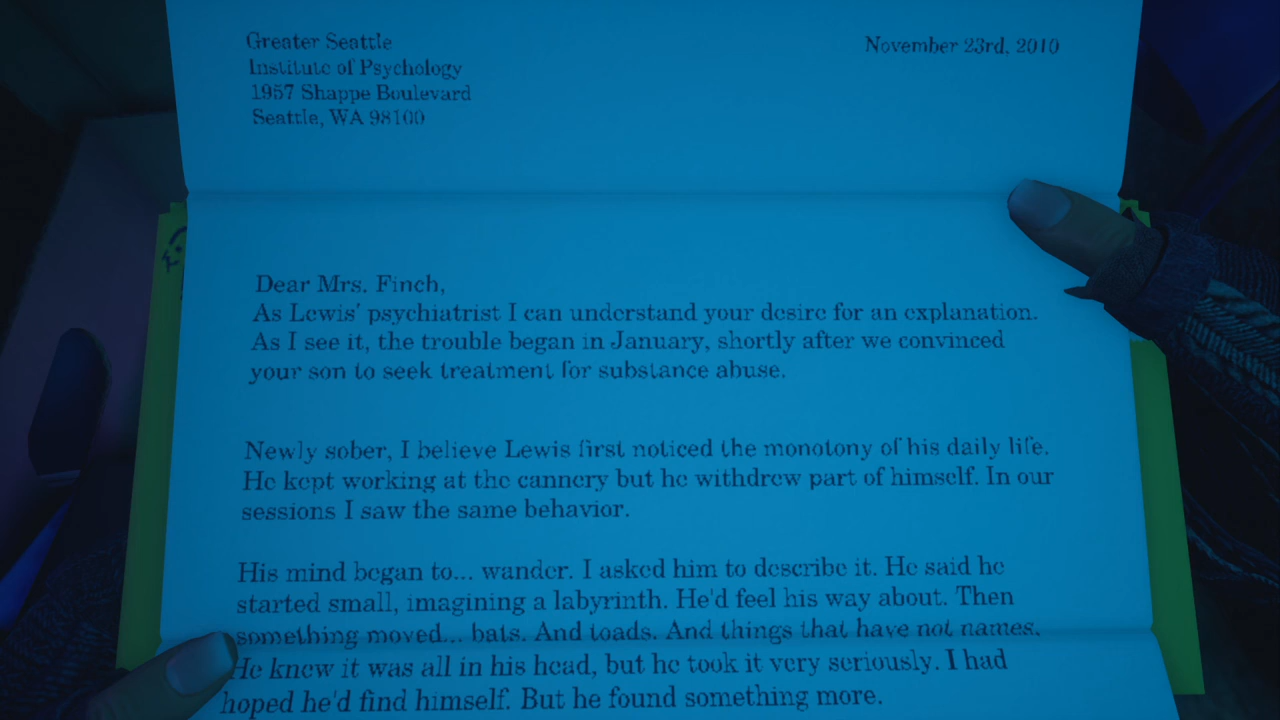 Greater Seattle
November 23rd, 2010
Institute of Psychology
1957 Shappe Boulevard
Seattle, WA 98100
Dear Mrs. Finch,
As Lewis' psychiatrist I can understand your desire for an explanation.
As I see it, the trouble began in January, shortly after we convinced
your son to seek treatment for substance abuse.
Newly sober, I believe Lewis first noticed the monotony of his daily life.
He kept working at the cannery but he withdrew part of himself. In our
sessions I saw the same behavior.
His mind began to... wander. I asked him to describe it. He said he
started small, imagining a labyrinth. He'd feel his way about. Then
something moved... bats. And toads. And things that have not names.
He knew it was all in his head, but he took it very seriously. I had
hoped he'd find himself. But he found something more.